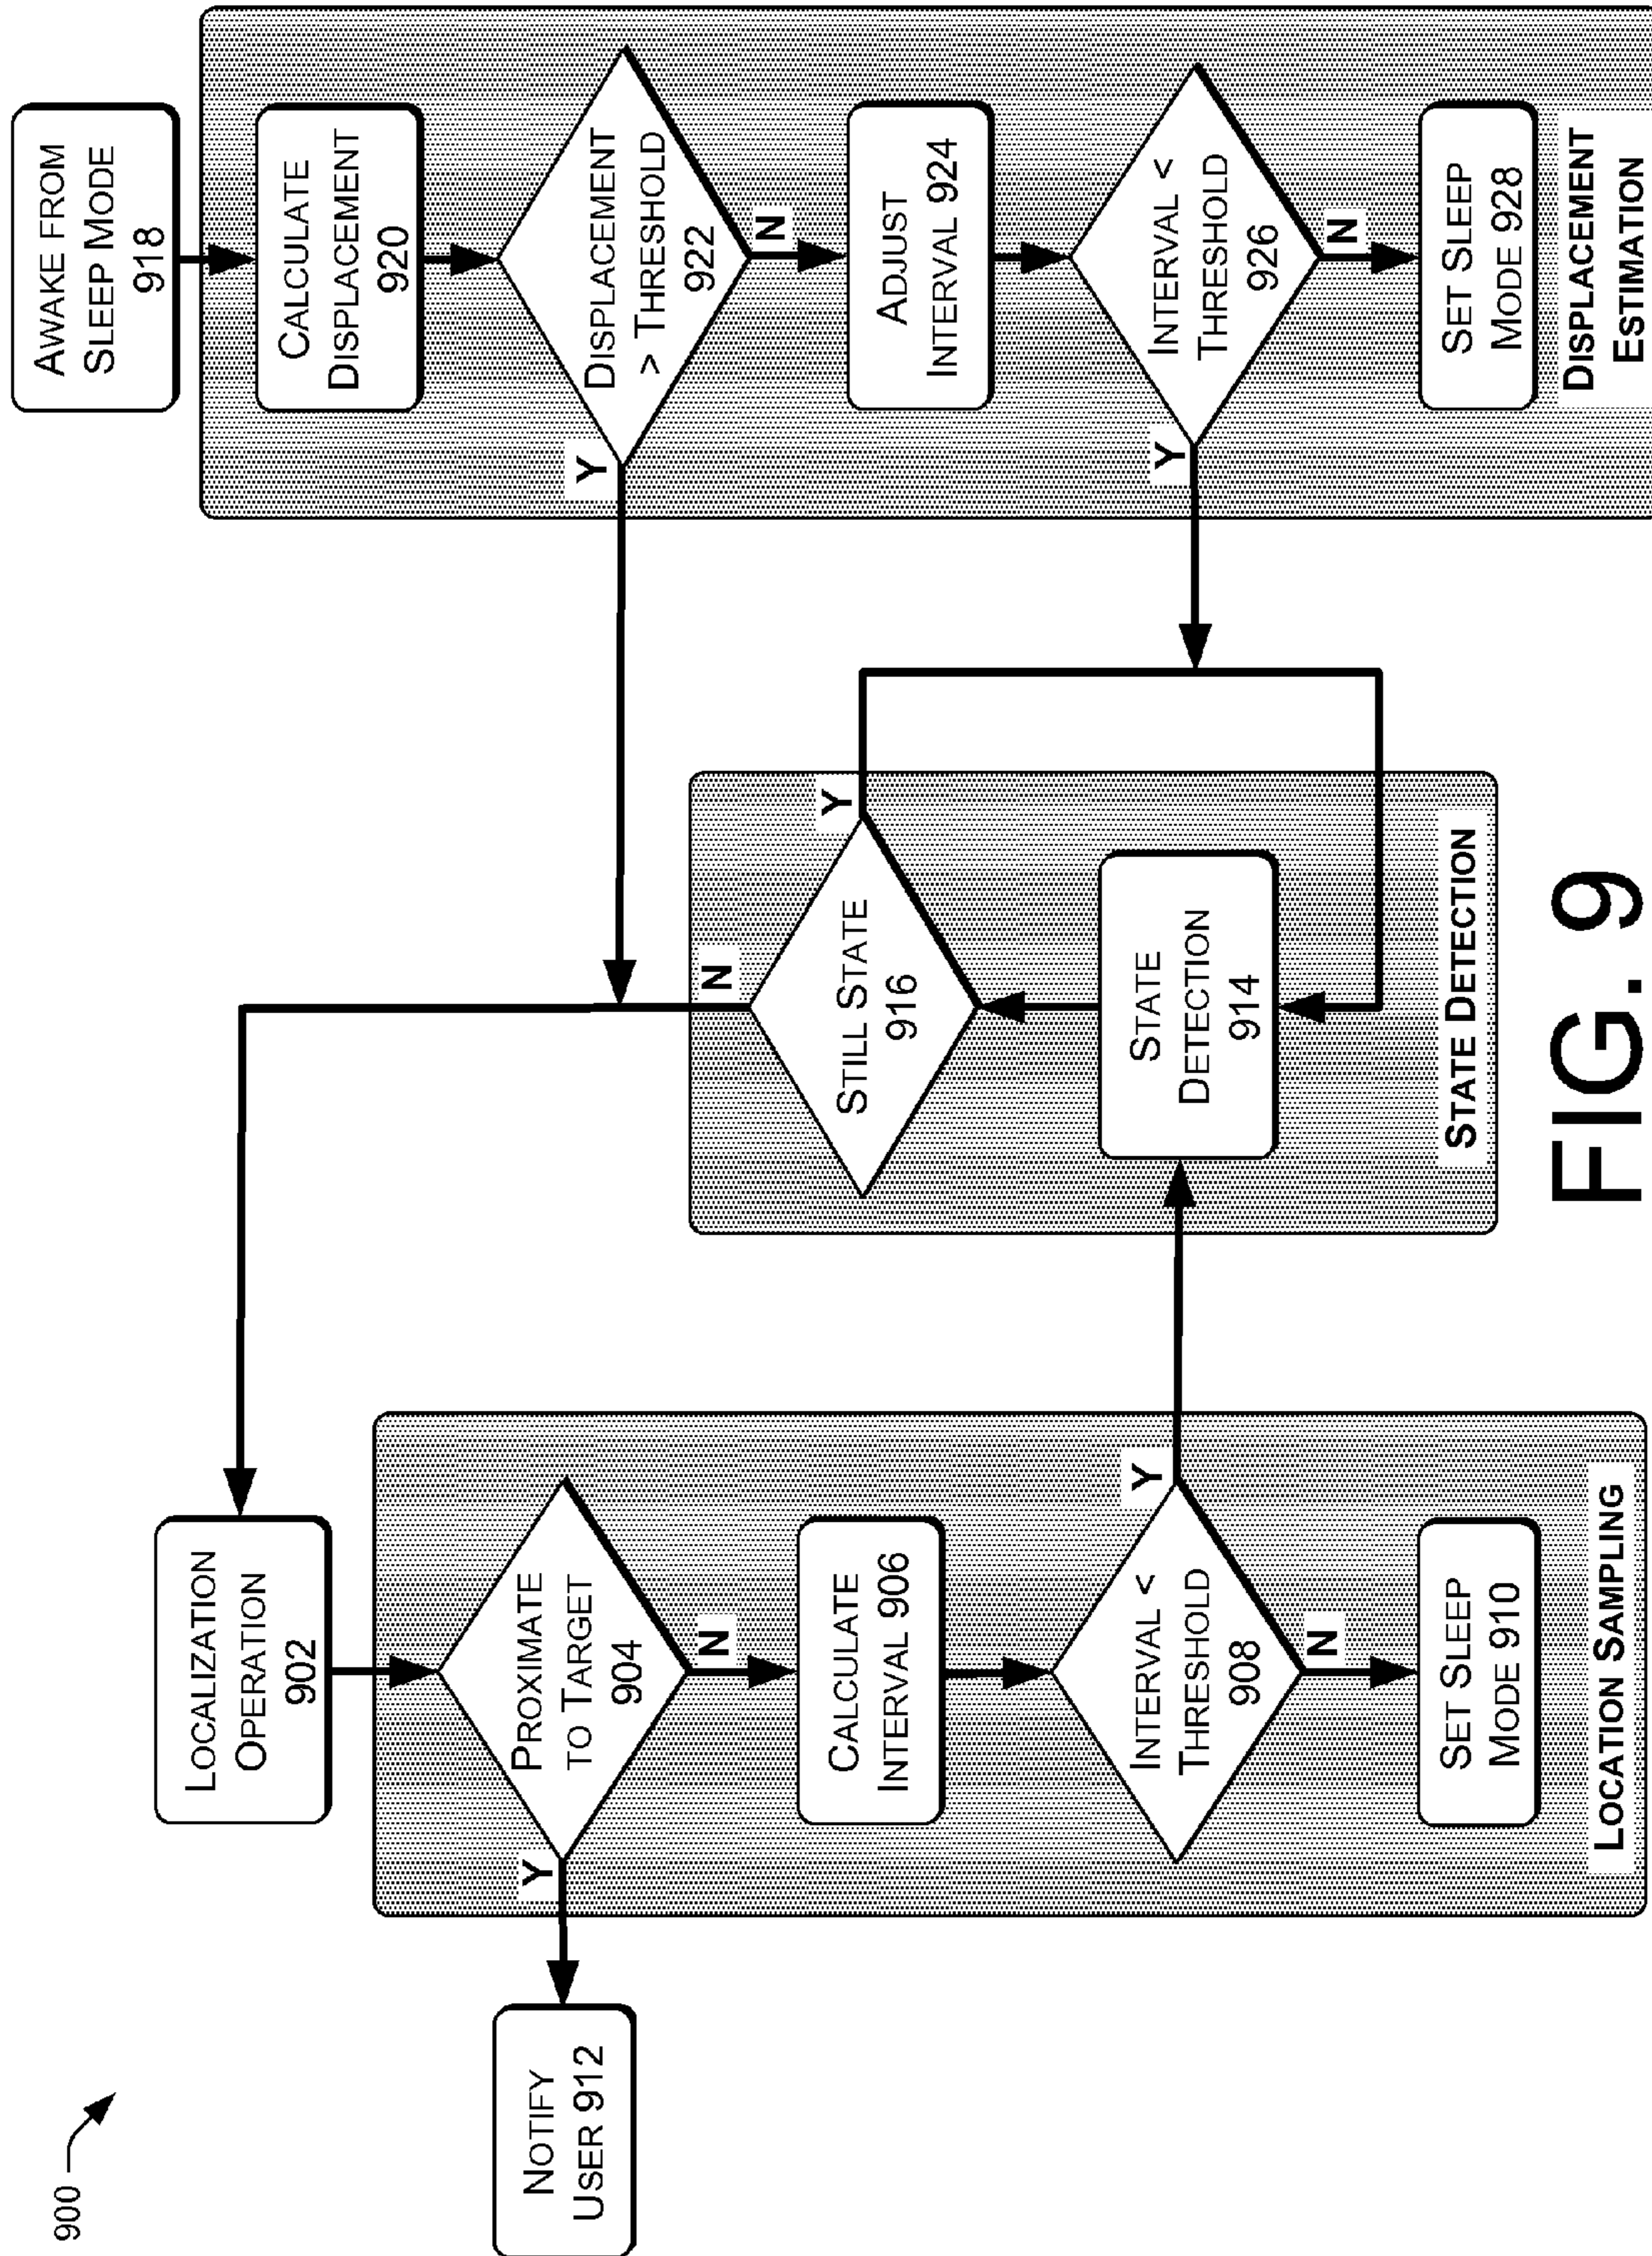 900
LOCALIZATION
OPERATION
902
PROXIMATE
TO TARGET
904
Y
N
NOTIFY
USER 912
CALCULATE
INTERVAL 906
INTERVAL <
THRESHOLD
908
Y
N
SET SLEEP
MODE 910
LOCATION SAMPLING
STILL STATE
916
N
Y
STATE
DETECTION
914
STATE DETECTION
AWAKE FROM
SLEEP MODE
918
CALCULATE
DISPLACEMENT
920
DISPLACEMENT
> THRESHOLD
922
Y
N
ADJUST
INTERVAL 924
INTERVAL <
THRESHOLD
926
Y
N
SET SLEEP
MODE 928
DISPLACEMENT
ESTIMATION
FIG. 9